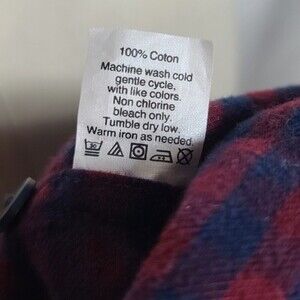 100% Coton
Machine wash cold
gentle cycle.
with like colors.
Non chlorine
bleach only.
Tumble dry low.
Warm iron as needed.